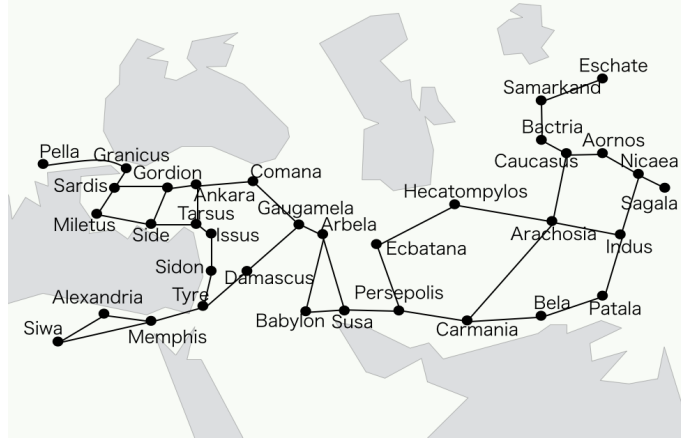 Eschate
Samarkand
Bactria
Aornos
Caucasus
Nicaea
Sagala
Pella
Granicus
Gordion
Comana
Sardis
Ankara
Hecatompylos
Gaugamela
Tarsus
Miletus
Side
Issus
Arbela
Arachosia
Indus
Ecbatana
Sidon
Damascus
Alexandria
Tyre
Persepolis
Bela
Patala
Siwa
Memphis
Babylon
Susa
Carmania